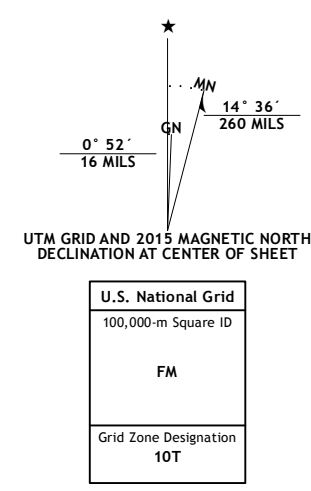 ★
MN
14° 36´
260 MILS
GN
0° 52´
16 MILS
UTM GRID AND 2015 MAGNETIC NORTH
DECLINATION AT CENTER OF SHEET
U.S. National Grid
100,000-m Square ID
FM
Grid Zone Designation
10T